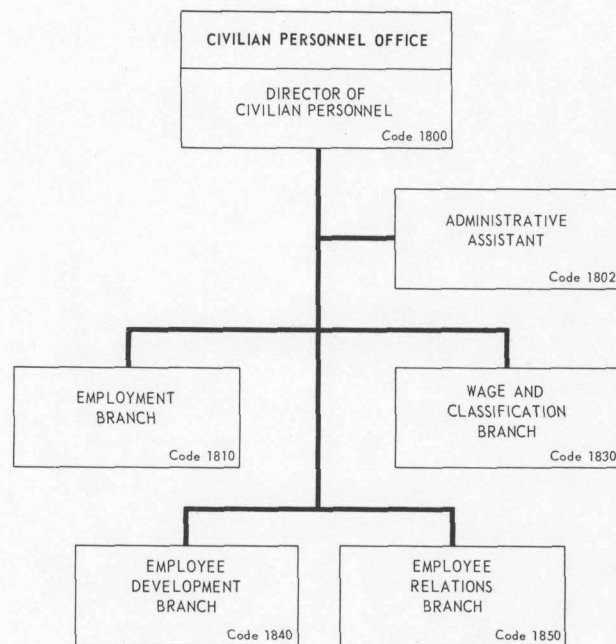 CIVILIAN PERSONNEL OFFICE
DIRECTOR OF
CIVILIAN PERSONNEL
Code 1800
ADMINISTRATIVE
ASSISTANT
Code 1802
EMPLOYMENT
BRANCH
Code 1810
WAGE AND
CLASSIFICATION
BRANCH
Code 1830
EMPLOYEE
DEVELOPMENT
BRANCH
Code 1840
EMPLOYEE
RELATIONS
BRANCH
Code 1850